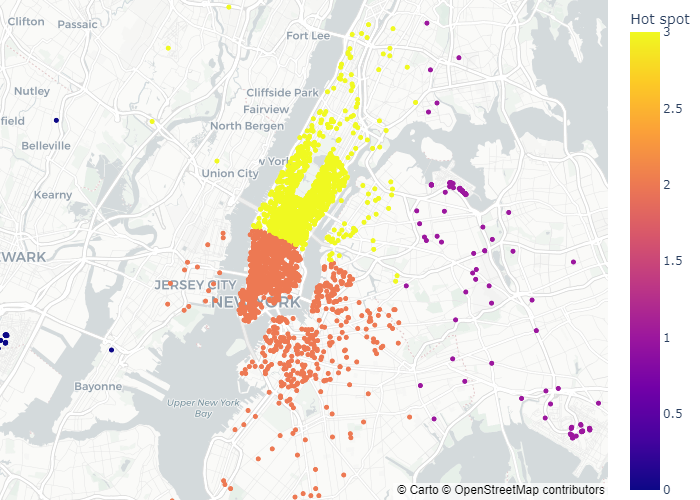 Hot spot
3
2.5
2
1.5
1
0.5
0
Clifton
Passaic
Fort Lee
Nutley
Cliffside Park
Fairview
North Bergen
field
Belleville
w York
Union City
Kearny
WARK
JERSEY CITY
NEW YORK
Bayonne
Upper New York
Bay
© Carto © OpenStreetMap contributors